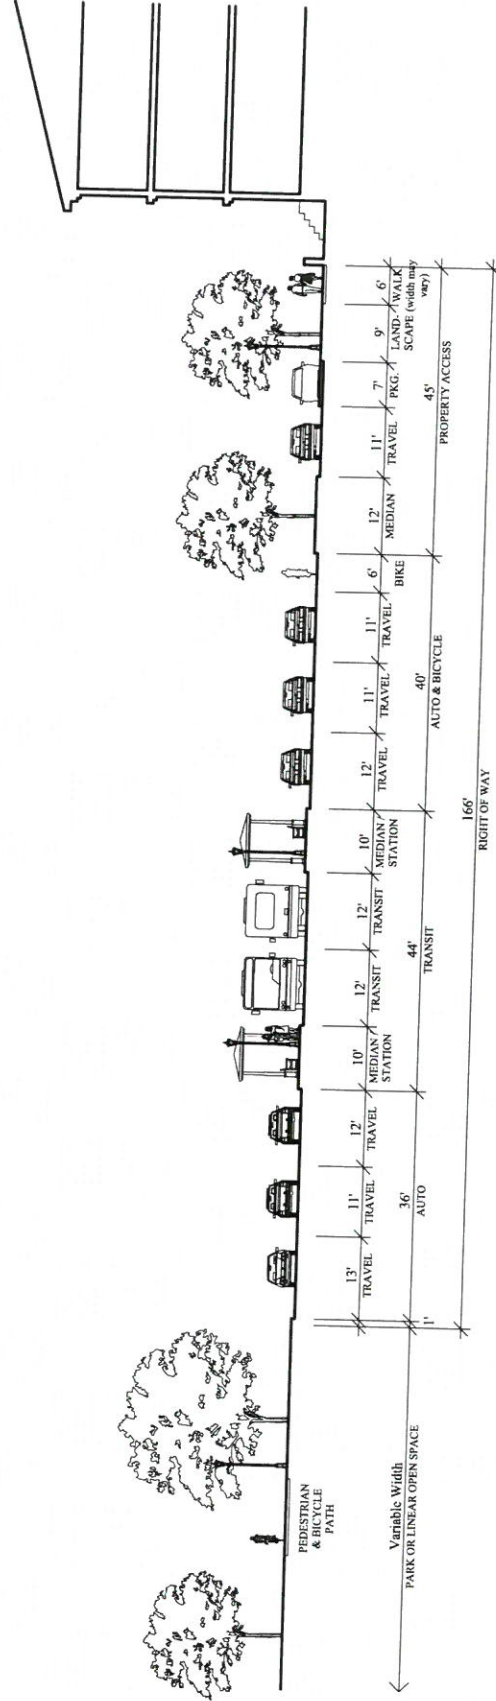 PEDESTRIAN
& BICYCLE
PATH
13'
TRAVEL
11'
TRAVEL
12'
TRAVEL
10'
MEDIAN
STATION
12'
TRANSIT
12'
TRANSIT
10'
MEDIAN
STATION
12'
TRAVEL
11'
TRAVEL
11'
TRAVEL
6'
BIKE
12'
MEDIAN
11'
TRAVEL
7'
PKG.
9'
LAND-
SCAPE
6'
WALK
(width may
vary)
Variable Width
PARK OR LINEAR OPEN SPACE
1'
36'
AUTO
44'
TRANSIT
40'
AUTO & BICYCLE
45'
PROPERTY ACCESS
166'
RIGHT OF WAY